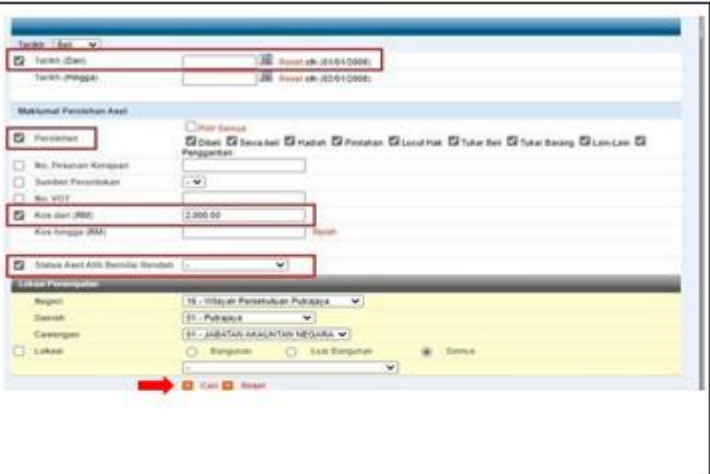 Tarikh : Beli
Tarikh (Dari) Reset cth (01/01/2008)
Tarikh (Hingga) Reset cth (02/01/2008)
Maklumat Perolehan Aset
Pilih Semua
Perolehan Dibeli Sewa beli Hadiah Pindahan Lucut Hak Tukar Beli Tukar Barang Lain-Lain
Penggantian
No. Pesanan Kerajaan
Sumber Peruntukan -
No. VOT
Kos dari (RM) 2,000.00
Kos hingga (RM) Reset
Status Aset Alih Bernilai Rendah -
Lokasi Penempatan
Negeri 16 - Wilayah Persekutuan Putrajaya
Daerah 01 - Putrajaya
Cawangan 01 - JABATAN AKAUNTAN NEGARA
Lokasi Bangunan Luar Bangunan Semua
-
Cari Reset